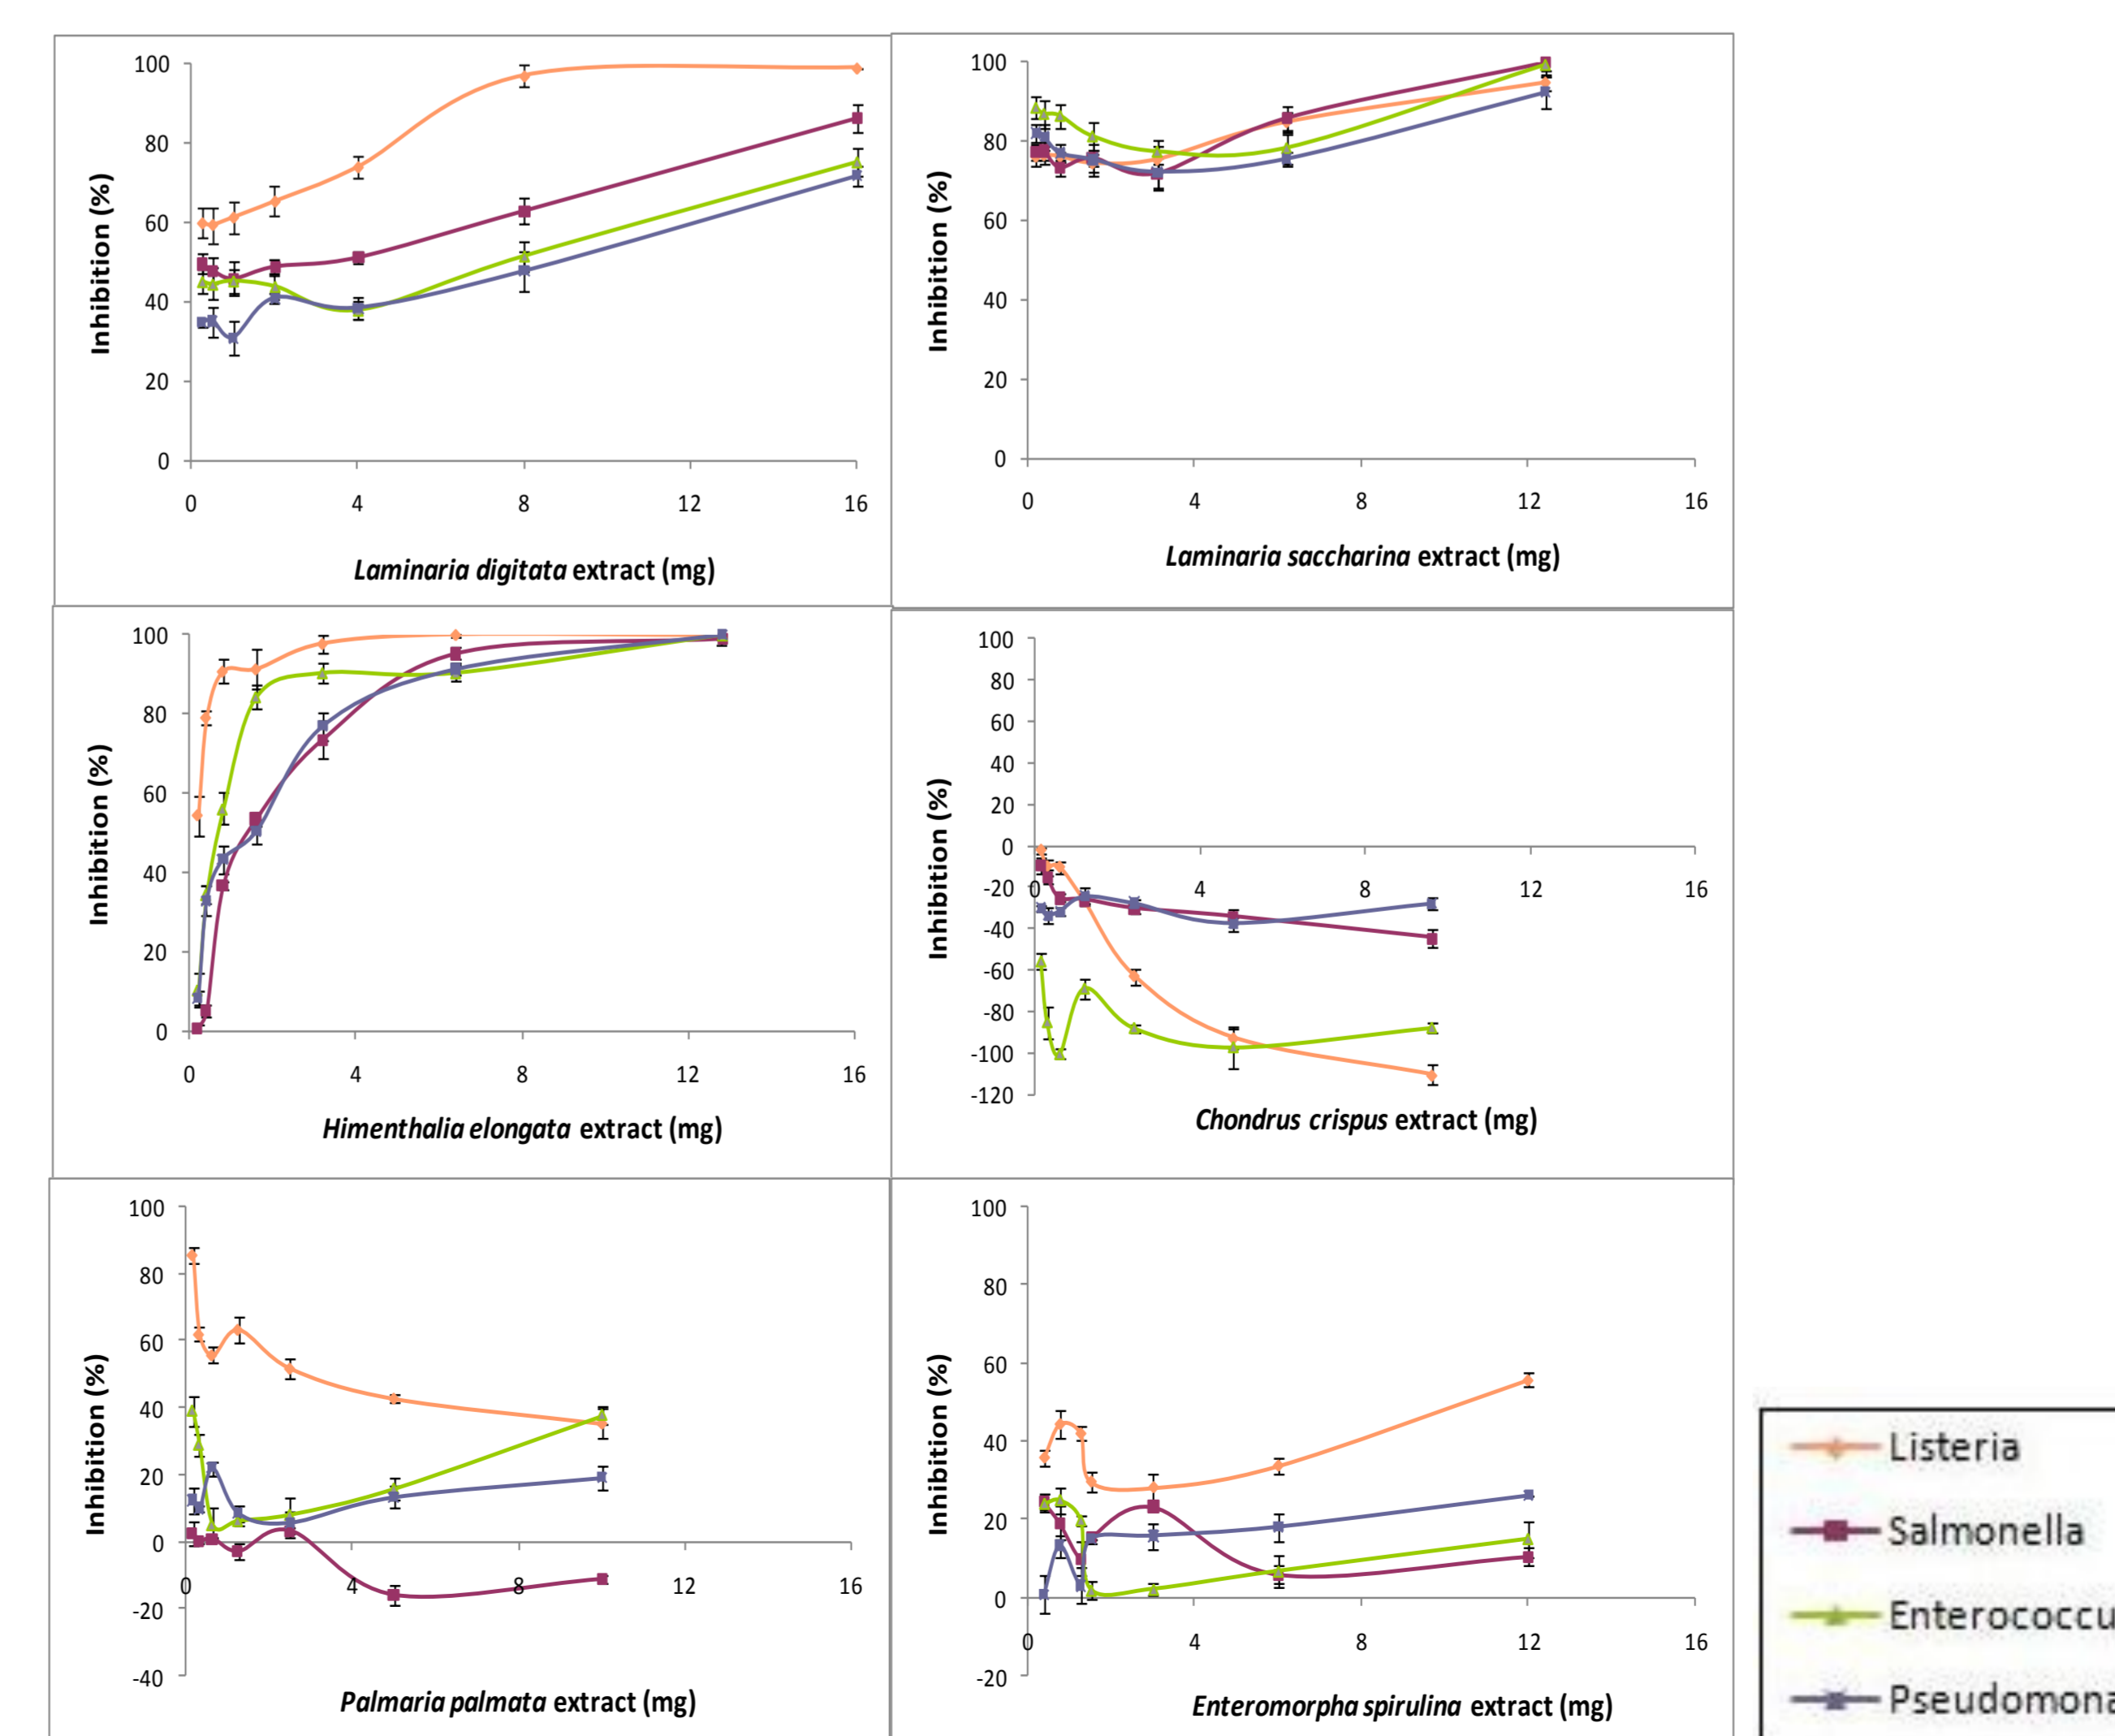 100
80
60
40
20
0
Inhibition (%)
0 4 8 12 16
Laminaria digitata extract (mg)
100
80
60
40
20
0
Inhibition (%)
0 4 8 12 16
Laminaria saccharina extract (mg)
100
80
60
40
20
0
Inhibition (%)
0 4 8 12 16
Himenthalia elongata extract (mg)
100
80
60
40
20
0
-20
-40
-60
-80
-100
-120
Inhibition (%)
0 4 8 12 16
Chondrus crispus extract (mg)
100
80
60
40
20
0
-20
-40
Inhibition (%)
0 4 8 12 16
Palmaria palmata extract (mg)
100
80
60
40
20
0
-20
Inhibition (%)
0 4 8 12 16
Enteromorpha spirulina extract (mg)
Listeria
Salmonella
Enterococcu
Pseudomona